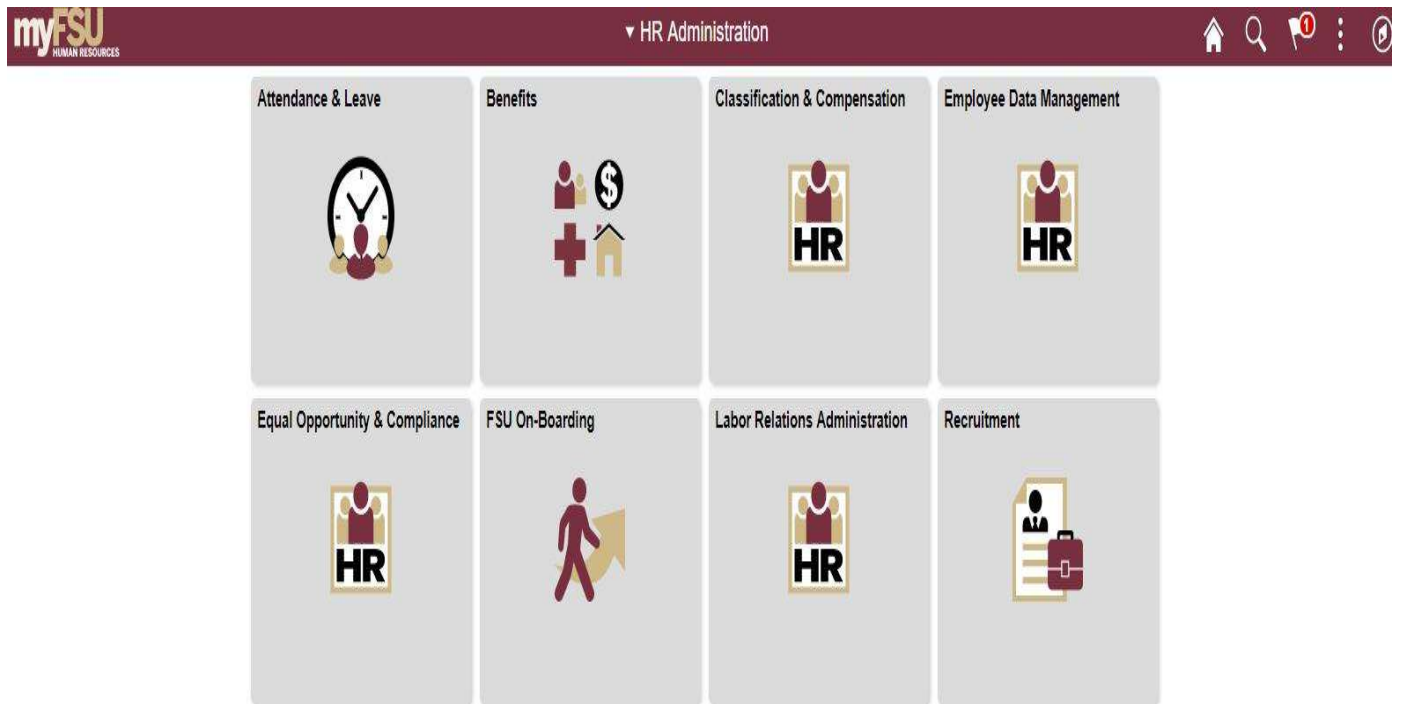 myFSU
HUMAN RESOURCES
HR Administration
1
Attendance & Leave
Benefits
Classification & Compensation
Employee Data Management
$
HR
HR
Equal Opportunity & Compliance
FSU On-Boarding
Labor Relations Administration
Recruitment
HR
HR